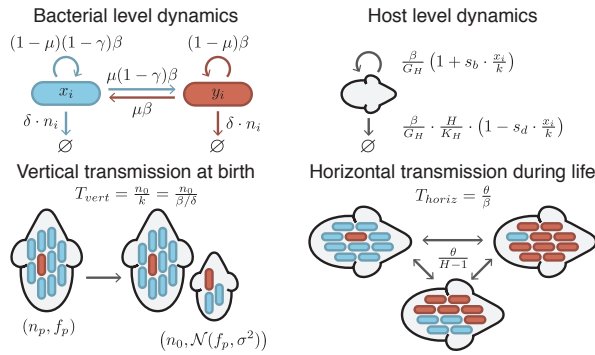 Bacterial level dynamics
(1 − μ)(1 − γ)β
(1 − μ)β
x_i
μ(1 − γ)β
μβ
y_i
δ · n_i
δ · n_i
∅
∅
Host level dynamics
β/G_H (1 + s_b · x_i/k)
β/G_H · H/K_H · (1 − s_d · x_i/k)
∅
Vertical transmission at birth
T_vert = n_0/k = n_0/(β/δ)
(n_p, f_p)
(n_0, 𝒩(f_p, σ²))
Horizontal transmission during life
T_horiz = θ/β
θ/(H−1)